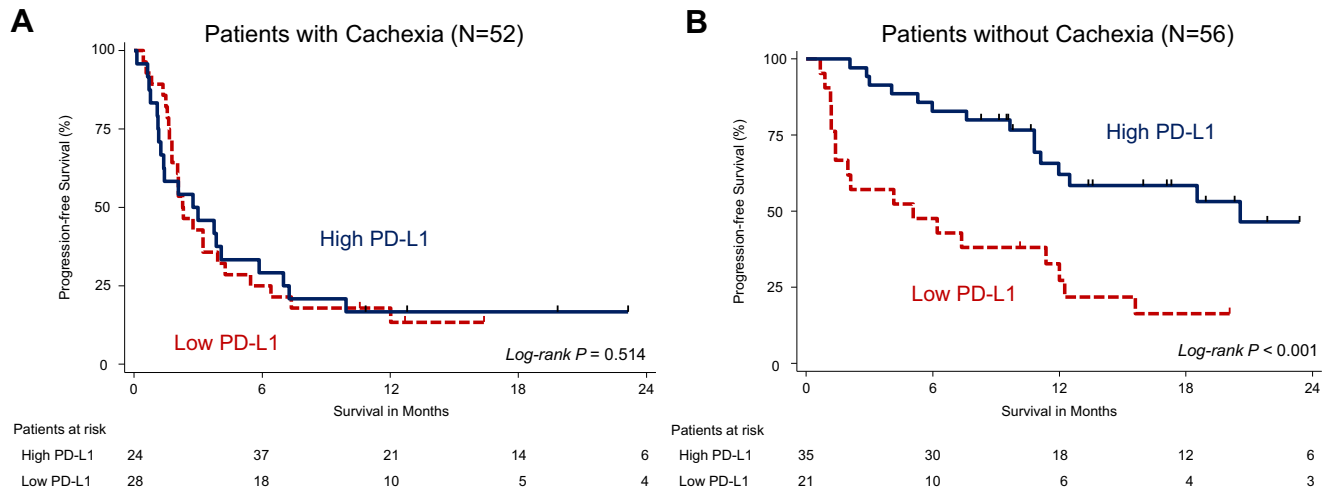 A
Patients with Cachexia (N=52)
Progression-free Survival (%)
100
75
50
25
0
High PD-L1
Low PD-L1
Log-rank P = 0.514
0 6 12 18 24
Survival in Months
Patients at risk
High PD-L1 24 37 21 14 6
Low PD-L1 28 18 10 5 4
B
Patients without Cachexia (N=56)
Progression-free Survival (%)
100
75
50
25
0
High PD-L1
Low PD-L1
Log-rank P < 0.001
0 6 12 18 24
Survival in Months
Patients at risk
High PD-L1 35 30 18 12 6
Low PD-L1 21 10 6 4 3